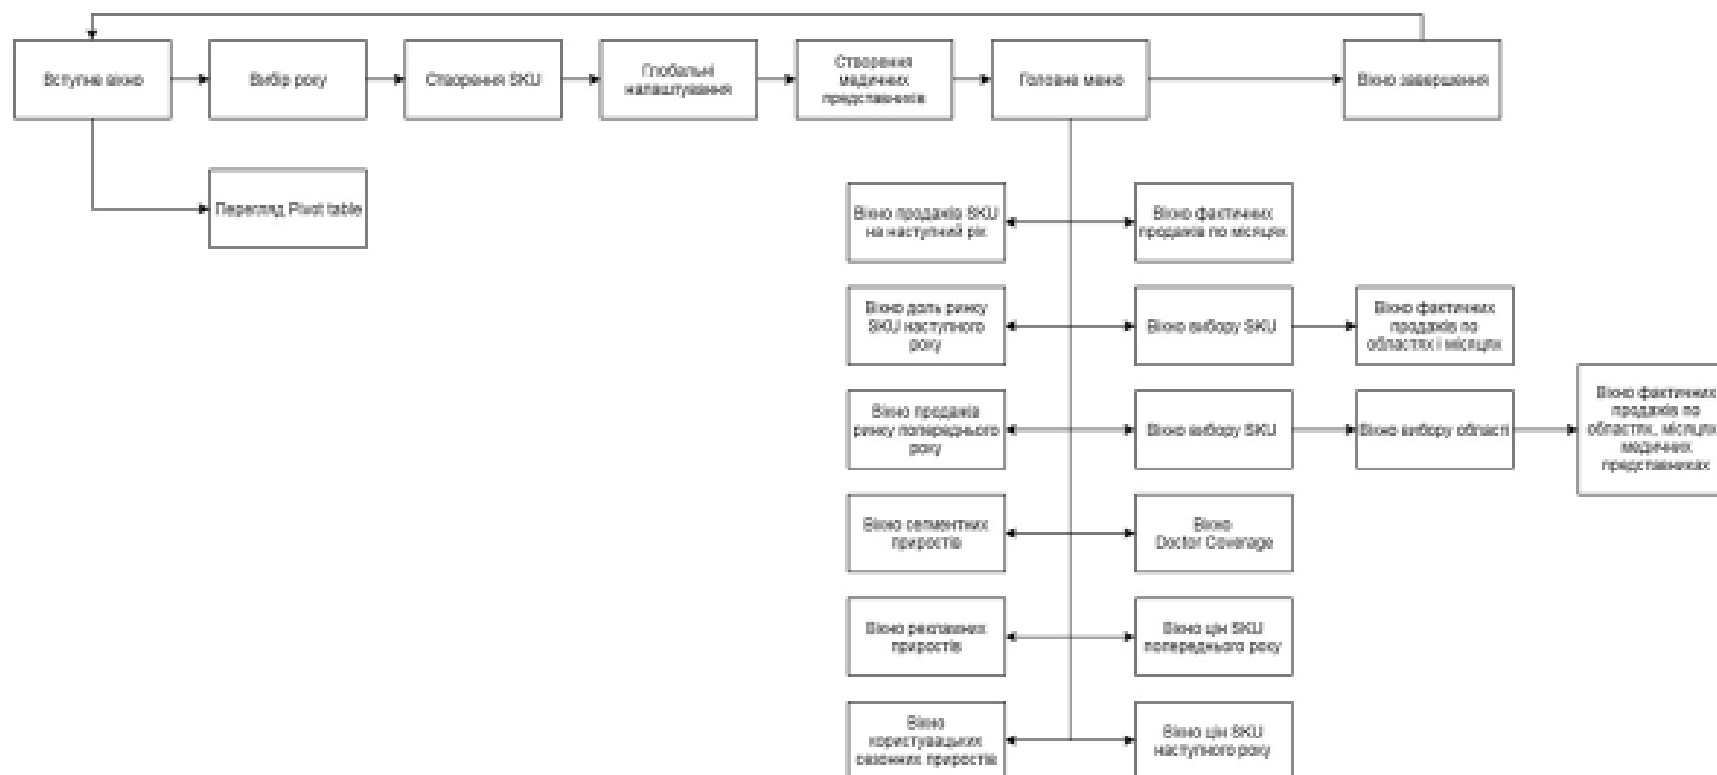 Вступне вікно
Вибір року
Створення SKU
Глобальні
налаштування
Створення
медичних
представників
Головне меню
Вікно завершення
Перегляд Pivot table
Вікно продажів SKU
на наступний рік
Вікно фактичних
продажів по місяцях
Вікно доль ринку
SKU наступного
року
Вікно вибору SKU
Вікно фактичних
продажів по
областях і місяцях
Вікно продажів
ринку попереднього
року
Вікно вибору SKU
Вікно вибору області
Вікно фактичних
продажів по
областях, місяцях
медичних
представниках
Вікно сегментних
приростів
Вікно
Doctor Coverage
Вікно рекламних
приростів
Вікно цін SKU
попереднього року
Вікно
користувацьких
сезонних приростів
Вікно цін SKU
наступного року